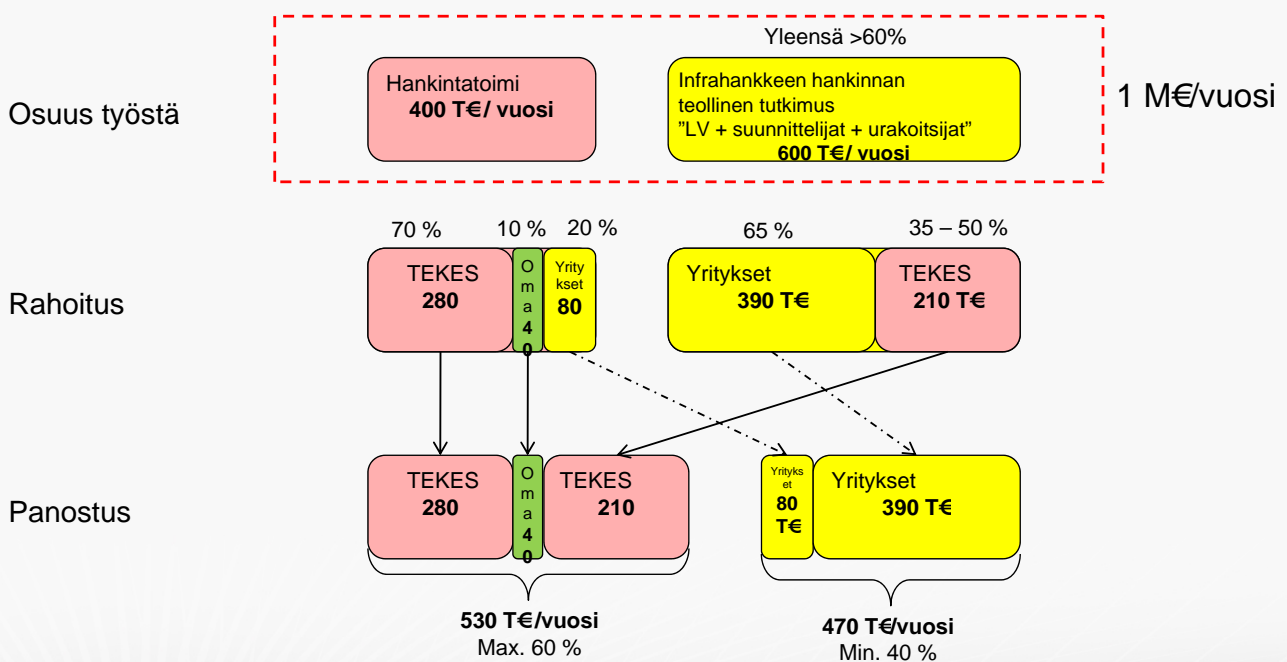 Yleensä >60%
Osuus työstä
Hankintatoimi
400 T€/ vuosi
Infrahankkeen hankinnan
teollinen tutkimus
”LV + suunnittelijat + urakoitsijat”
600 T€/ vuosi
1 M€/vuosi
70 %
10 %
20 %
65 %
35 – 50 %
Rahoitus
TEKES
280
O
m
a
4
0
Yrity
kset
80
Yritykset
390 T€
TEKES
210 T€
Panostus
TEKES
280
O
m
a
4
0
TEKES
210
Yrityks
et
80
T€
Yritykset
390 T€
530 T€/vuosi
Max. 60 %
470 T€/vuosi
Min. 40 %